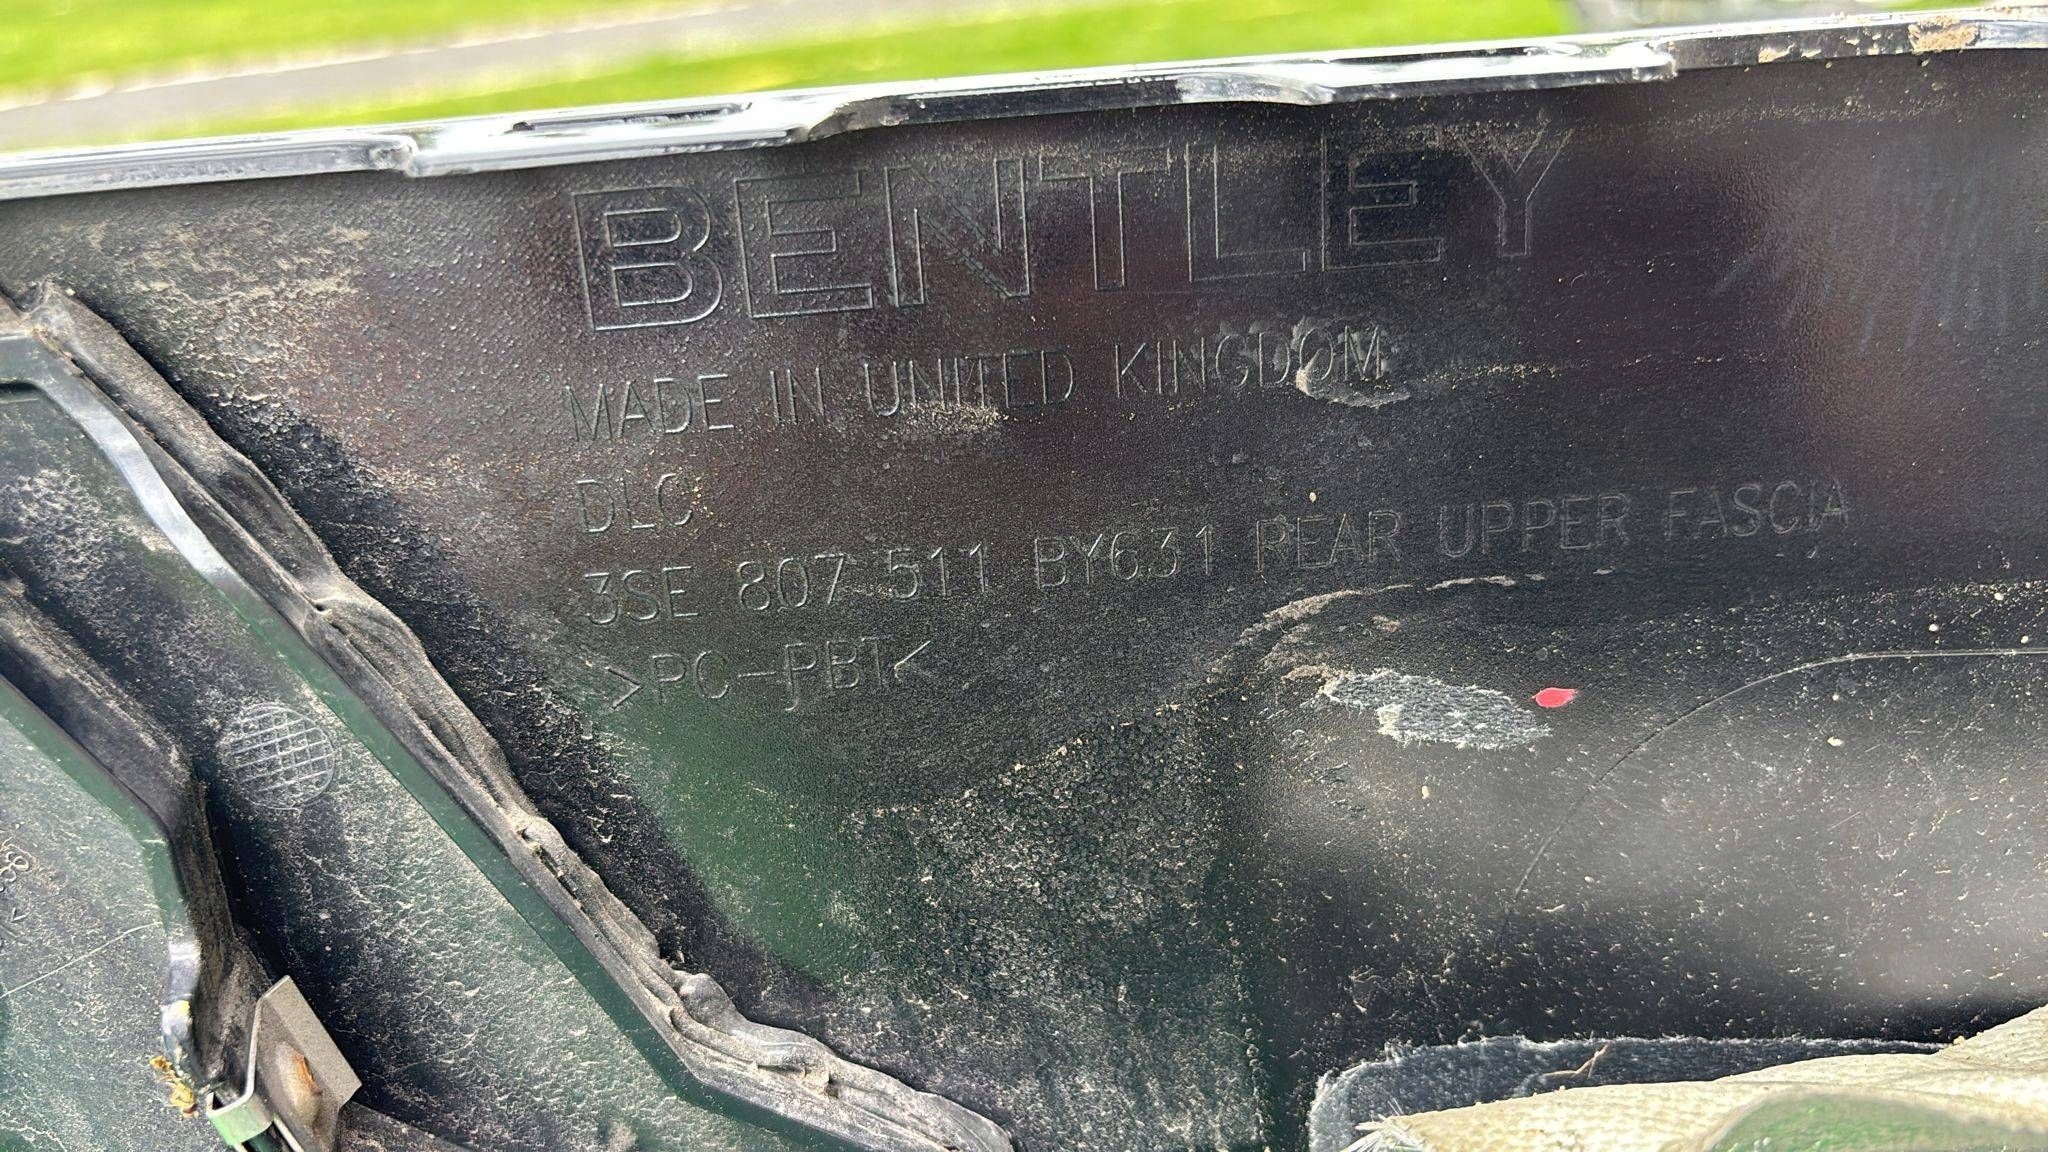 BENTLEY
MADE IN UNITED KINGDOM
DLC
3SE 807 511 BY631 REAR UPPER FASCIA
>PC-PBT<